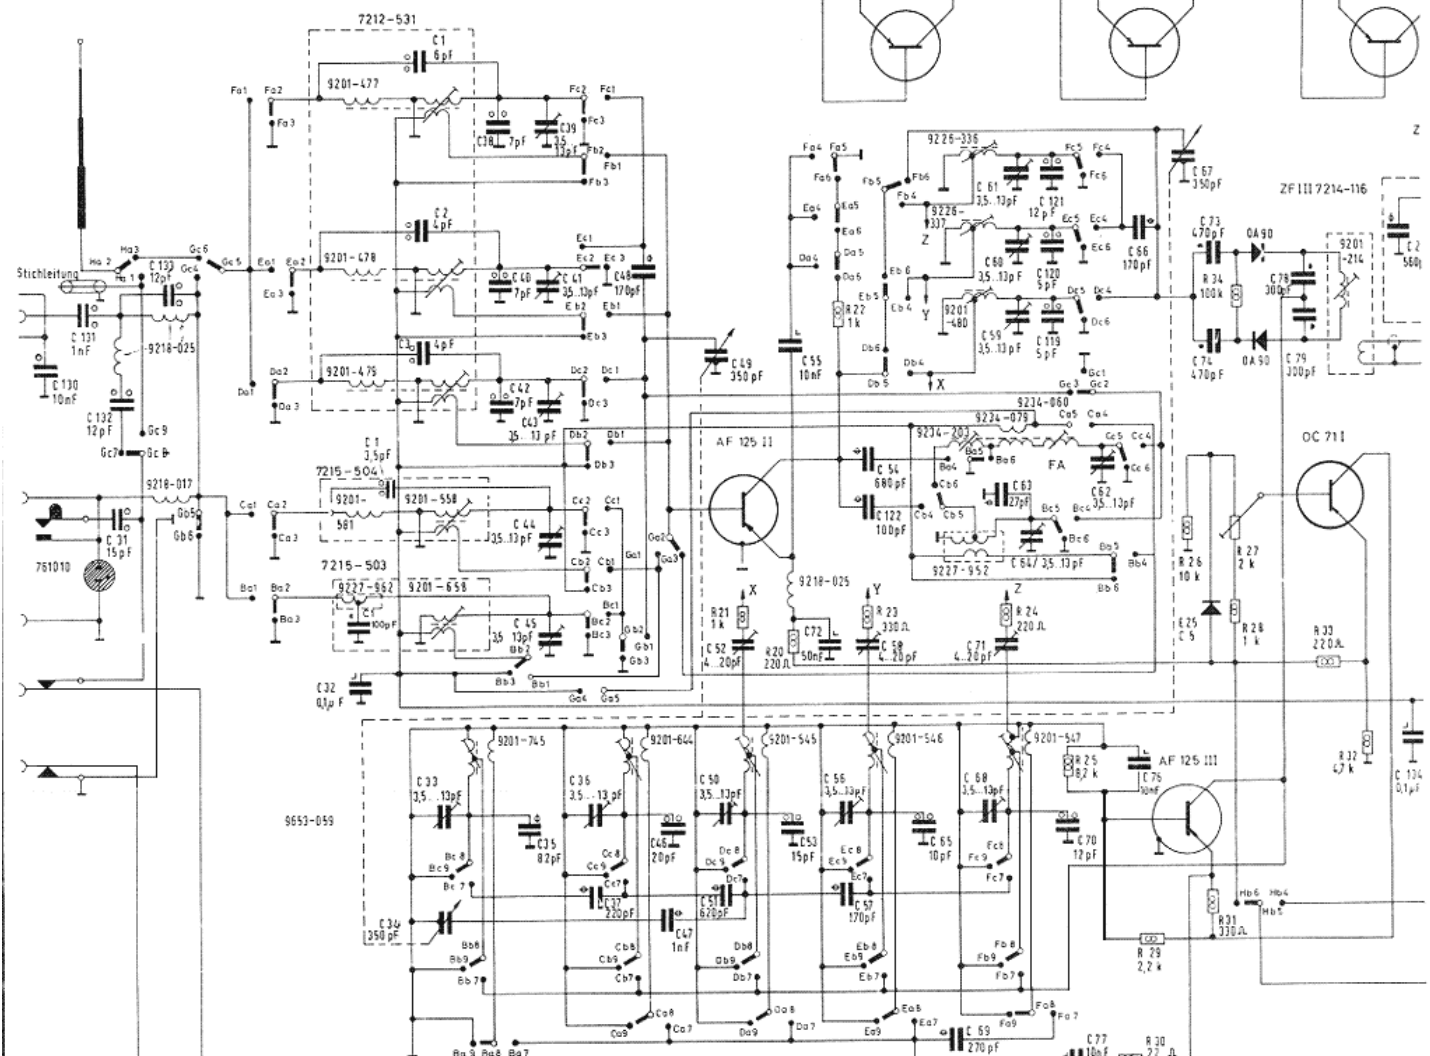 7212-531
C1
6pF
9201-477
Fa1
Fa2
Fa3
C38
7pF
C39
3,5
13pF
Fc2
Fc1
Fc3
Fb2
Fb1
Fb3
C2
4pF
9201-478
Ha3
Ha2
Ha1
Gc6
Gc4
Gc5
Stichleitung
C133
12pF
Ea1
Ea2
Ea3
C40
7pF
C41
3,5..13pF
Ec1
Ec2
Ec3
C48
170pF
Eb2
Eb1
Eb3
C131
1nF
9218-025
C130
10nF
C132
12pF
C3
4pF
9201-479
Da1
Da2
Da3
C42
7pF
C43
3,5..13pF
Dc2
Dc1
Dc3
Db2
Db1
Db3
C49
350pF
Gc9
Gc7
Gc8
9218-017
C1
3,5pF
7215-504
9201-
581
9201-558
Ca1
Ca2
Ca3
C44
3,5..13pF
Cc2
Cc1
Cc3
Cb2
Cb1
Cb3
Gb5
Gb6
C31
15pF
761010
7215-503
9227-962
9201-658
C1
100pF
Ba1
Ba2
Ba3
C45
3,5
13pF
Bc1
Bc2
Bc3
Bb2
Bb3
Bb1
Ga1
Ga2
Ga3
Gb2
Gb1
Gb3
Ga4
Ga5
C32
0,1µF
AF 125 II
Fa4
Fa5
Fa6
Ea4
Ea5
Ea6
Da4
Da5
Da6
R22
1k
C55
10nF
Fb5
Fb6
Fb4
Eb6
Eb5
Eb4
Db6
Db5
Db4
9226-336
C61
3,5..13pF
C121
12pF
Fc5
Fc4
Fc6
9226-
337
Z
C60
3,5..13pF
C120
5pF
Ec5
Ec4
Ec6
C66
170pF
Y
9201
-480
C59
3,5..13pF
C119
5pF
Dc5
Dc4
Dc6
X
Gc1
Gc3
Gc2
C67
350pF
ZF III 7214-116
C73
470pF
0A90
R34
100k
C78
300pF
9201
-214
C74
470pF
0A90
C79
300pF
9234-060
9234-079
9234-203
Ca5
Ca4
Ba4
Ba5
Ba6
FA
Cc5
Cc4
Cc6
C54
680pF
C122
100pF
Cb6
Cb4
Cb5
C63
27pF
C62
3,5..13pF
Bc5
Bc4
Bc6
C64/3,5..13pF
9227-952
Bb5
Bb4
Bb6
OC 71 I
R26
10k
R27
2k
E25
C5
R28
1k
R33
220Ω
R32
4,7k
9218-025
X
Y
Z
R21
1k
C52
4..20pF
R20
220Ω
C72
50nF
R23
330Ω
C58
4..20pF
R24
220Ω
C71
4..20pF
9653-059
9201-745
9201-644
9201-545
9201-546
9201-547
C33
3,5..13pF
C35
82pF
C36
3,5..13pF
C46
20pF
C50
3,5..13pF
C53
15pF
C56
3,5..13pF
C65
10pF
C68
3,5..13pF
C70
12pF
R25
8,2k
C76
10nF
AF 125 III
C134
0,1µF
Bc8
Bc9
Bc7
Cc8
Cc9
Cc7
Dc8
Dc9
Dc7
Ec8
Ec9
Ec7
Fc8
Fc9
Fc7
C34
350pF
C37
220pF
C47
1nF
C51
620pF
C57
170pF
Bb8
Bb9
Bb7
Cb8
Cb9
Cb7
Db8
Db9
Db7
Eb8
Eb9
Eb7
Fb8
Fb9
Fb7
Ba9
Ba8
Ba7
Ca9
Ca8
Ca7
Da9
Da8
Da7
Ea9
Ea8
Ea7
Fa9
Fa8
Fa7
C69
270pF
R31
330Ω
R29
2,2k
Hb6
Hb4
Hb5
C77
10nF
R30